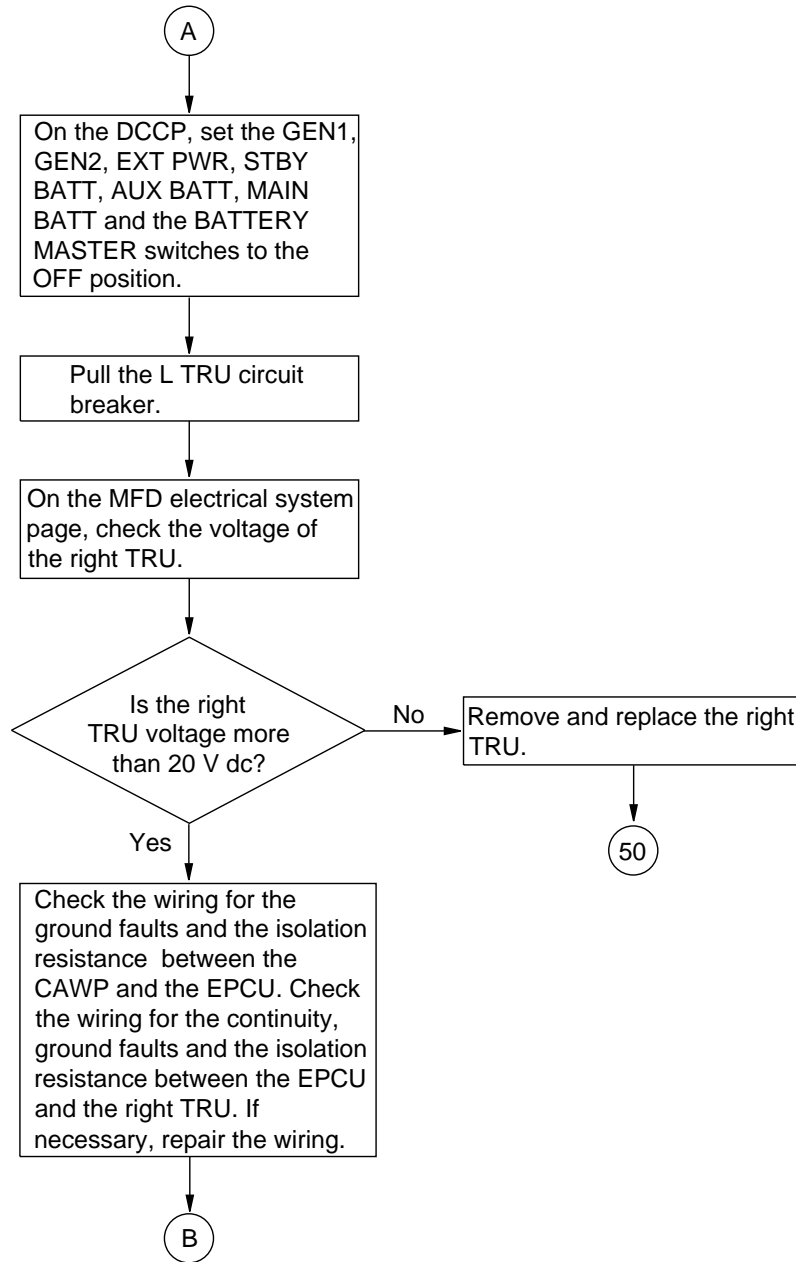 A
On the DCCP, set the GEN1,
GEN2, EXT PWR, STBY
BATT, AUX BATT, MAIN
BATT and the BATTERY
MASTER switches to the
OFF position.
Pull the L TRU circuit
breaker.
On the MFD electrical system
page, check the voltage of
the right TRU.
Is the right
TRU voltage more
than 20 V dc?
No
Remove and replace the right
TRU.
50
Yes
Check the wiring for the
ground faults and the isolation
resistance between the
CAWP and the EPCU. Check
the wiring for the continuity,
ground faults and the isolation
resistance between the EPCU
and the right TRU. If
necessary, repair the wiring.
B